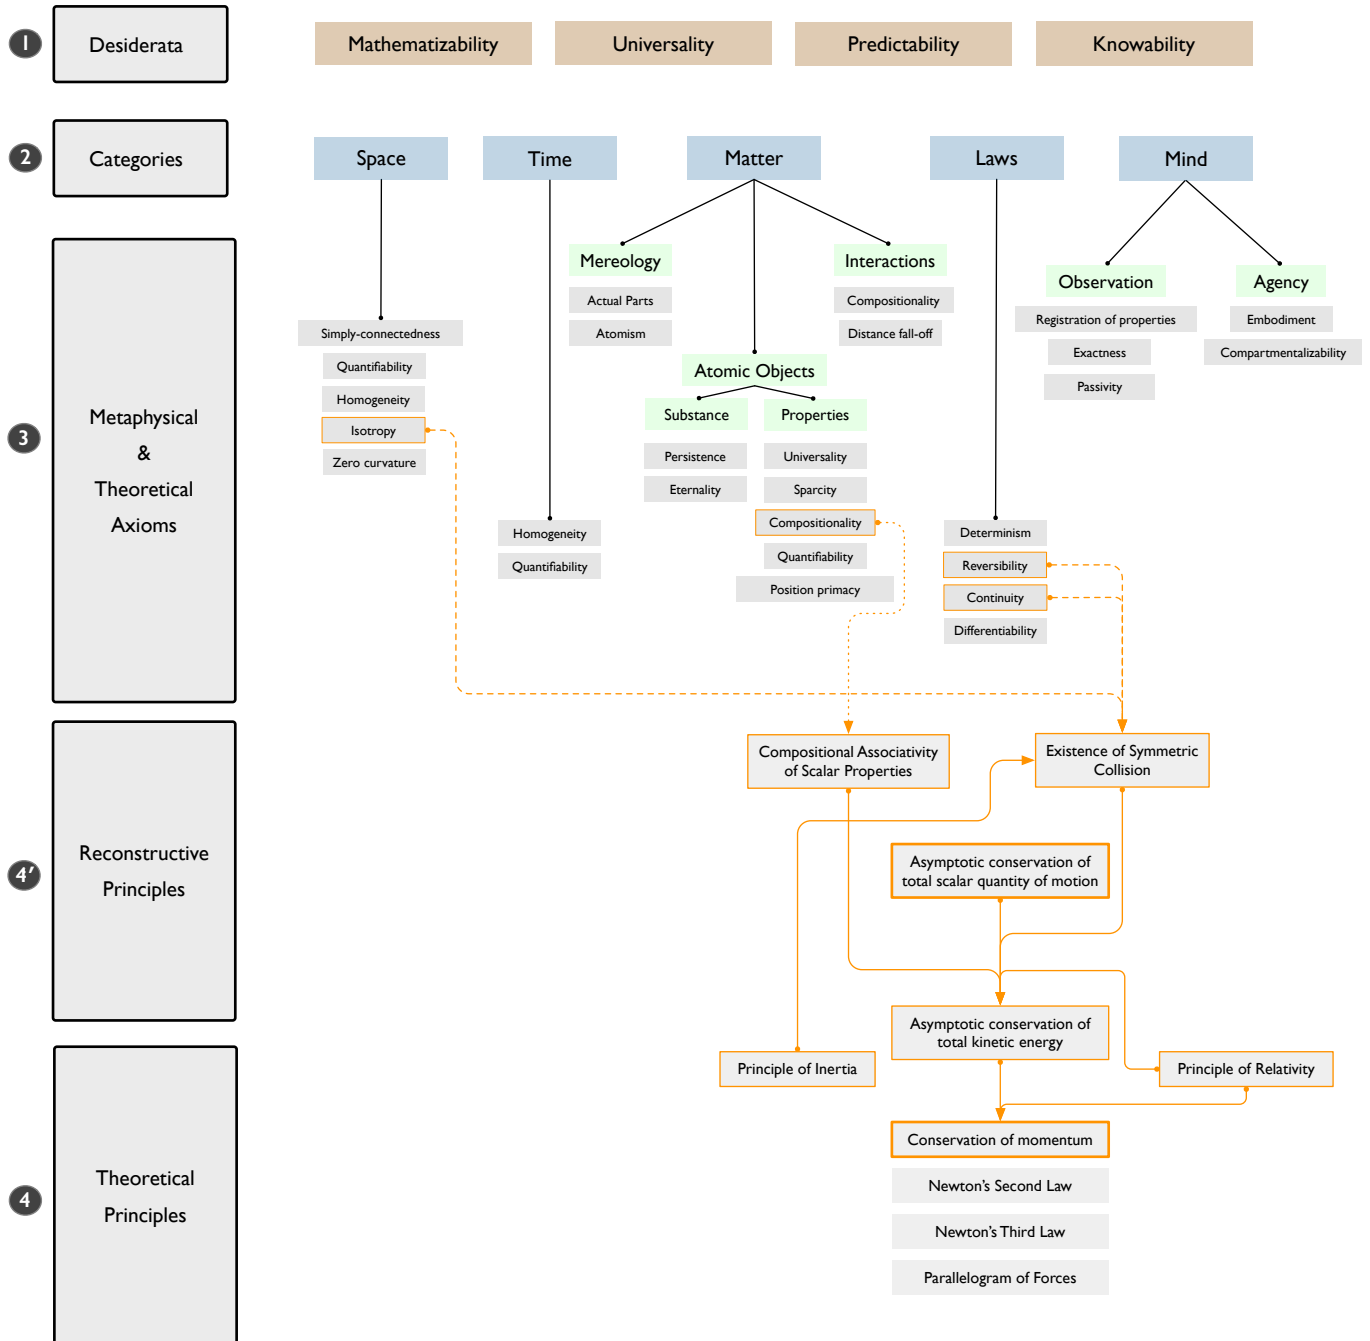 1
Desiderata
Mathematizability
Universality
Predictability
Knowability
2
Categories
Space
Time
Matter
Laws
Mind
3
Metaphysical
&
Theoretical
Axioms
Simply-connectedness
Quantifiability
Homogeneity
Isotropy
Zero curvature
Homogeneity
Quantifiability
Mereology
Actual Parts
Atomism
Interactions
Compositionality
Distance fall-off
Atomic Objects
Substance
Persistence
Eternality
Properties
Universality
Sparcity
Compositionality
Quantifiability
Position primacy
Determinism
Reversibility
Continuity
Differentiability
Observation
Registration of properties
Exactness
Passivity
Agency
Embodiment
Compartmentalizability
4′
Reconstructive
Principles
Compositional Associativity
of Scalar Properties
Existence of Symmetric
Collision
Asymptotic conservation of
total scalar quantity of motion
Asymptotic conservation of
total kinetic energy
4
Theoretical
Principles
Principle of Inertia
Principle of Relativity
Conservation of momentum
Newton's Second Law
Newton's Third Law
Parallelogram of Forces